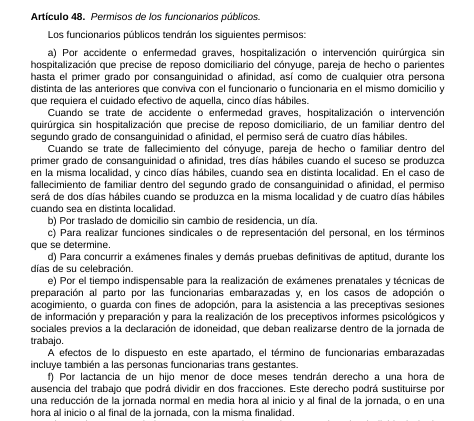 Artículo 48. Permisos de los funcionarios públicos.
Los funcionarios públicos tendrán los siguientes permisos:
a) Por accidente o enfermedad graves, hospitalización o intervención quirúrgica sin
hospitalización que precise de reposo domiciliario del cónyuge, pareja de hecho o parientes
hasta el primer grado por consanguinidad o afinidad, así como de cualquier otra persona
distinta de las anteriores que conviva con el funcionario o funcionaria en el mismo domicilio y
que requiera el cuidado efectivo de aquella, cinco días hábiles.
Cuando se trate de accidente o enfermedad graves, hospitalización o intervención
quirúrgica sin hospitalización que precise de reposo domiciliario, de un familiar dentro del
segundo grado de consanguinidad o afinidad, el permiso será de cuatro días hábiles.
Cuando se trate de fallecimiento del cónyuge, pareja de hecho o familiar dentro del
primer grado de consanguinidad o afinidad, tres días hábiles cuando el suceso se produzca
en la misma localidad, y cinco días hábiles, cuando sea en distinta localidad. En el caso de
fallecimiento de familiar dentro del segundo grado de consanguinidad o afinidad, el permiso
será de dos días hábiles cuando se produzca en la misma localidad y de cuatro días hábiles
cuando sea en distinta localidad.
b) Por traslado de domicilio sin cambio de residencia, un día.
c) Para realizar funciones sindicales o de representación del personal, en los términos
que se determine.
d) Para concurrir a exámenes finales y demás pruebas definitivas de aptitud, durante los
días de su celebración.
e) Por el tiempo indispensable para la realización de exámenes prenatales y técnicas de
preparación al parto por las funcionarias embarazadas y, en los casos de adopción o
acogimiento, o guarda con fines de adopción, para la asistencia a las preceptivas sesiones
de información y preparación y para la realización de los preceptivos informes psicológicos y
sociales previos a la declaración de idoneidad, que deban realizarse dentro de la jornada de
trabajo.
A efectos de lo dispuesto en este apartado, el término de funcionarias embarazadas
incluye también a las personas funcionarias trans gestantes.
f) Por lactancia de un hijo menor de doce meses tendrán derecho a una hora de
ausencia del trabajo que podrá dividir en dos fracciones. Este derecho podrá sustituirse por
una reducción de la jornada normal en media hora al inicio y al final de la jornada, o en una
hora al inicio o al final de la jornada, con la misma finalidad.